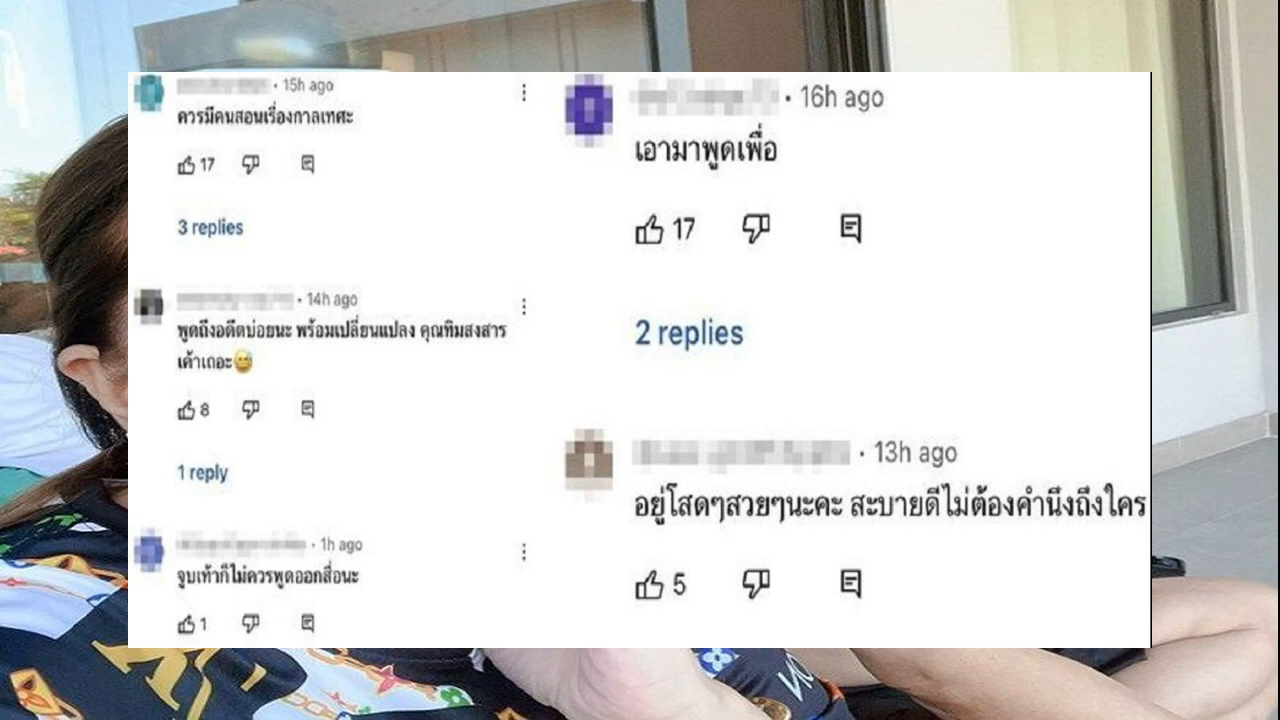 15h ago
ควรมีคนสอนเรื่องกาลเทศะ
17
3 replies
14h ago
พูดถึงอดีตบ่อยนะ พร้อมเปลี่ยนแปลง คุณทิมสงสาร
เค้าเถอะ😅
8
1 reply
1h ago
จูบเท้าก็ไม่ควรพูดออกสื่อนะ
1
16h ago
เอามาพูดเพื่อ
17
2 replies
13h ago
อยู่โสดๆสวยๆนะคะ สะบายดีไม่ต้องคำนึงถึงใคร
5